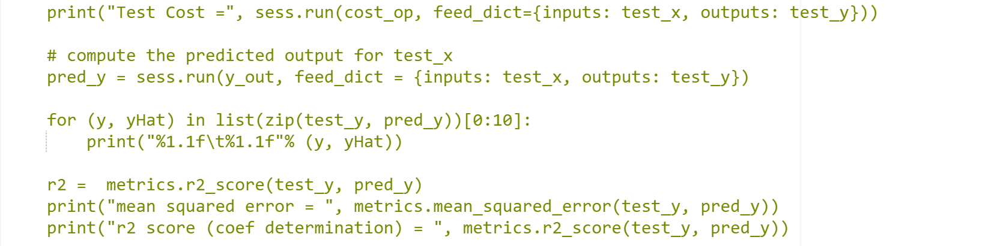 print("Test Cost =", sess.run(cost_op, feed_dict={inputs: test_x, outputs: test_y}))
# compute the predicted output for test_x
pred_y = sess.run(y_out, feed_dict = {inputs: test_x, outputs: test_y})
for (y, yHat) in list(zip(test_y, pred_y))[0:10]:
    print("%1.1f\t%1.1f"% (y, yHat))
r2 =  metrics.r2_score(test_y, pred_y)
print("mean squared error = ", metrics.mean_squared_error(test_y, pred_y))
print("r2 score (coef determination) = ", metrics.r2_score(test_y, pred_y))